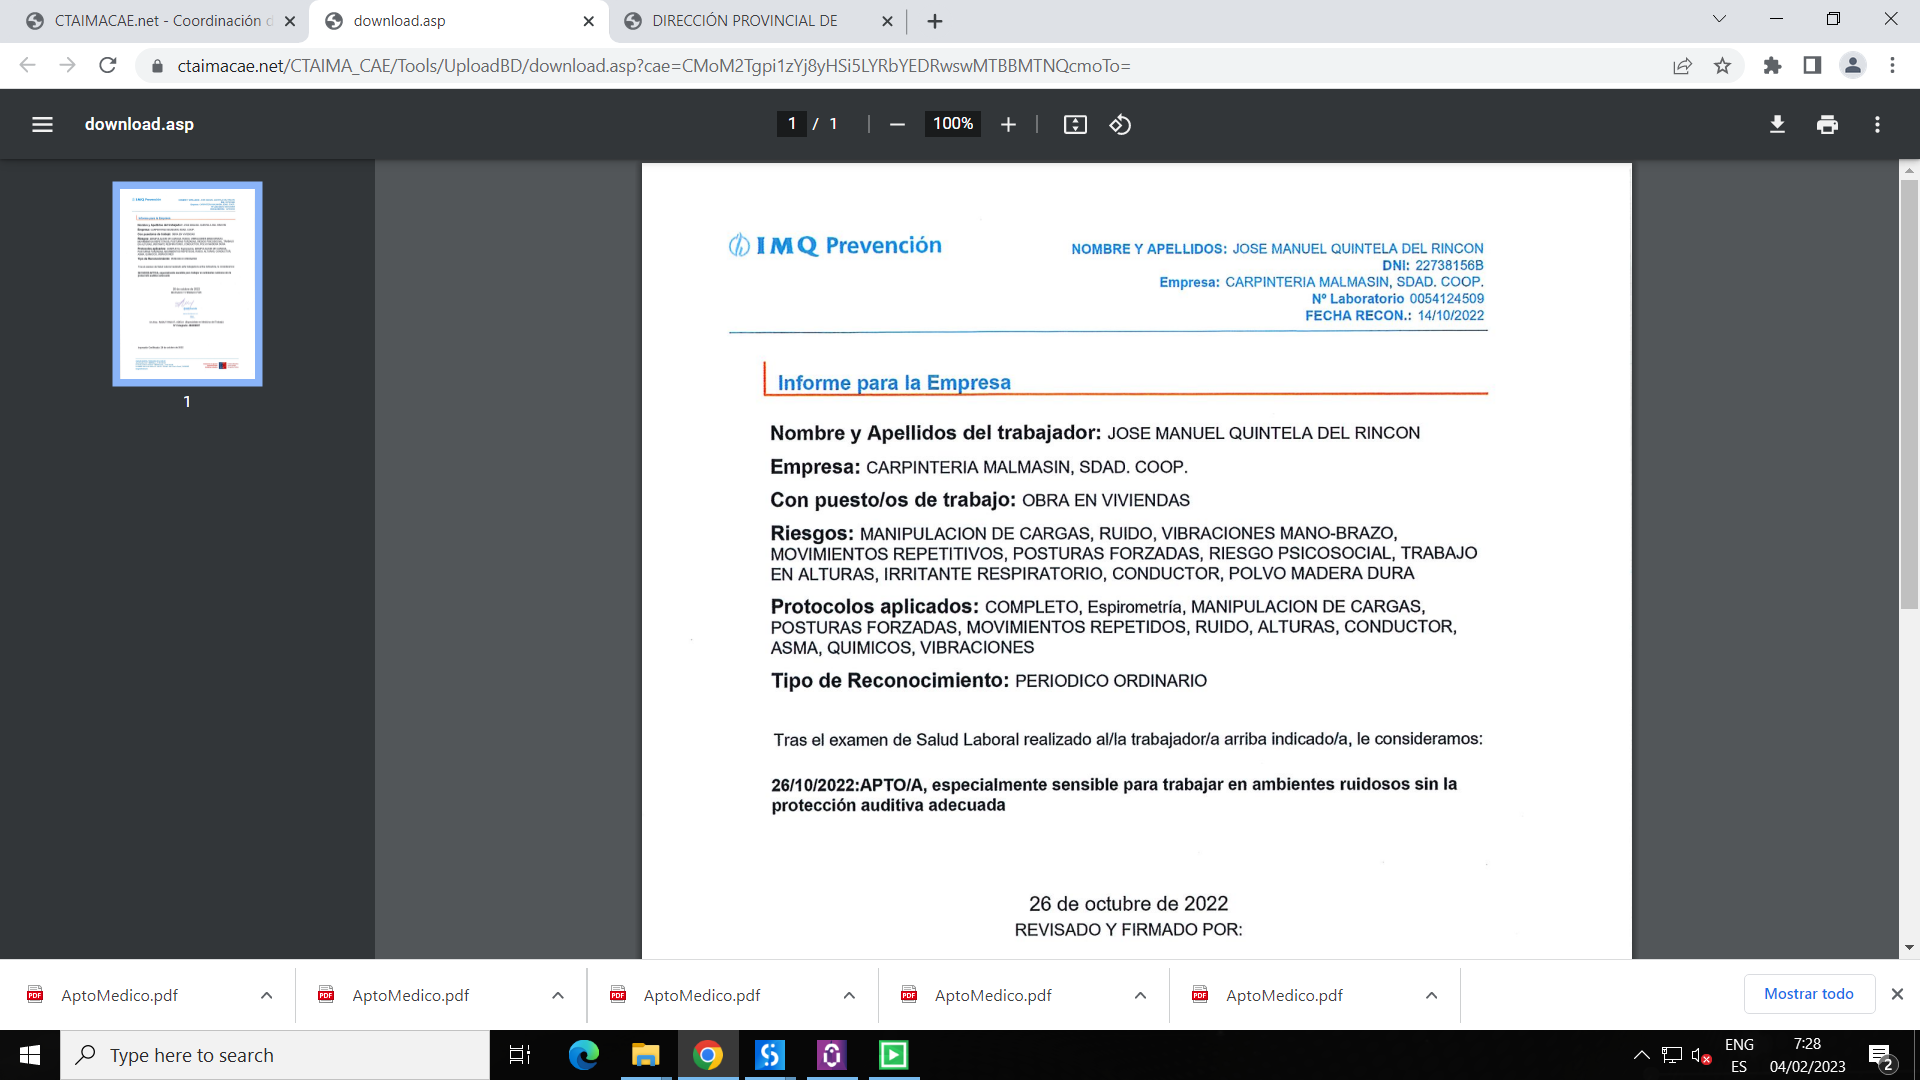 CTAIMACAE.net - Coordinación d
download.asp
DIRECCIÓN PROVINCIAL DE
ctaimacae.net/CTAIMA_CAE/Tools/UploadBD/download.asp?cae=CMoM2Tgpi1zYj8yHSi5LYRbYEDRwswMTBBMTNQcmoTo=
download.asp
1 / 1
100%
1
IMQ Prevención
NOMBRE Y APELLIDOS: JOSE MANUEL QUINTELA DEL RINCON
DNI: 22738156B
Empresa: CARPINTERIA MALMASIN, SDAD. COOP.
Nº Laboratorio 0054124509
FECHA RECON.: 14/10/2022
Informe para la Empresa
Nombre y Apellidos del trabajador: JOSE MANUEL QUINTELA DEL RINCON
Empresa: CARPINTERIA MALMASIN, SDAD. COOP.
Con puesto/os de trabajo: OBRA EN VIVIENDAS
Riesgos: MANIPULACION DE CARGAS, RUIDO, VIBRACIONES MANO-BRAZO,
MOVIMIENTOS REPETITIVOS, POSTURAS FORZADAS, RIESGO PSICOSOCIAL, TRABAJO
EN ALTURAS, IRRITANTE RESPIRATORIO, CONDUCTOR, POLVO MADERA DURA
Protocolos aplicados: COMPLETO, Espirometría, MANIPULACION DE CARGAS,
POSTURAS FORZADAS, MOVIMIENTOS REPETIDOS, RUIDO, ALTURAS, CONDUCTOR,
ASMA, QUIMICOS, VIBRACIONES
Tipo de Reconocimiento: PERIODICO ORDINARIO
Tras el examen de Salud Laboral realizado al/la trabajador/a arriba indicado/a, le consideramos:
26/10/2022:APTO/A, especialmente sensible para trabajar en ambientes ruidosos sin la
protección auditiva adecuada
26 de octubre de 2022
REVISADO Y FIRMADO POR:
AptoMedico.pdf
AptoMedico.pdf
AptoMedico.pdf
AptoMedico.pdf
AptoMedico.pdf
Mostrar todo
Type here to search
ENG
ES
7:28
04/02/2023
2